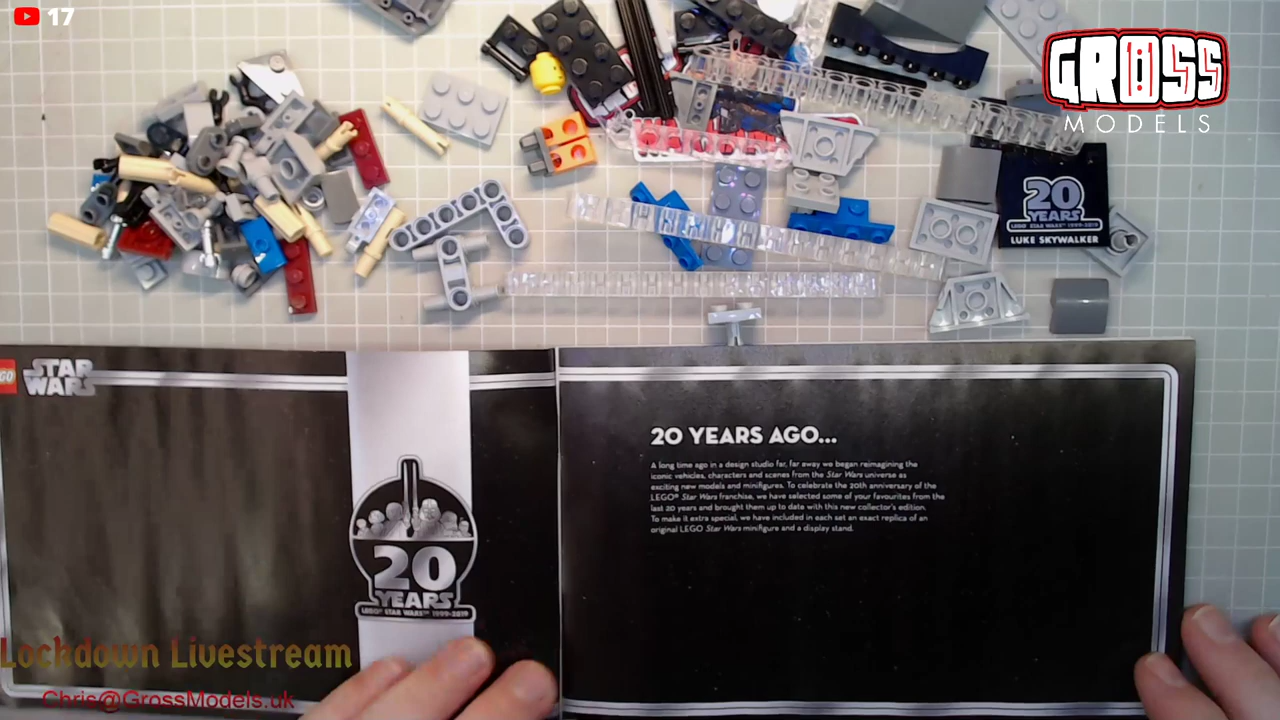 17
GROSS
MODELS
20
YEARS
LEGO STAR WARS 1999-2019
LUKE SKYWALKER
STAR
WARS
20 YEARS AGO...
A long time ago in a design studio far, far away we began reimagining the
iconic vehicles, characters and scenes from the Star Wars universe as
exciting new models and minifigures. To celebrate the 20th anniversary of the
LEGO® Star Wars franchise, we have selected some of your favourites from the
last 20 years and brought them up to date with this new collector's edition.
To make it extra special, we have included in each set an exact replica of an
original LEGO Star Wars minifigure and a display stand.
20
YEARS
LEGO® STAR WARS™ 1999-2019
Lockdown Livestream
Chris@GrossModels.uk